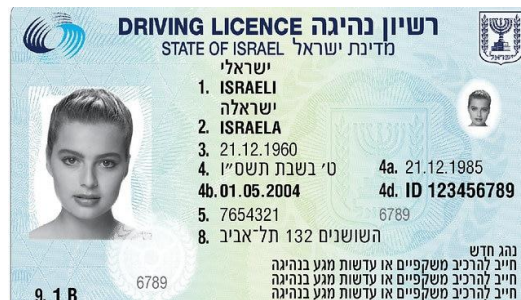 DRIVING LICENCE רשיון נהיגה
STATE OF ISRAEL מדינת ישראל
ישראלי
1. ISRAELI
ישראלה
2. ISRAELA
3. 21.12.1960
4. ט׳ בשבת תשס״ו 4a. 21.12.1985
4b. 01.05.2004 4d. ID 123456789
5. 7654321 6789
8. השושנים 132 תל־אביב
נהג חדש
חייב להרכיב משקפיים או עדשות מגע בנהיגה
חייב להרכיב משקפיים או עדשות מגע בנהיגה
חייב להרכיב משקפיים או עדשות מגע בנהיגה
6789
9. 1 B